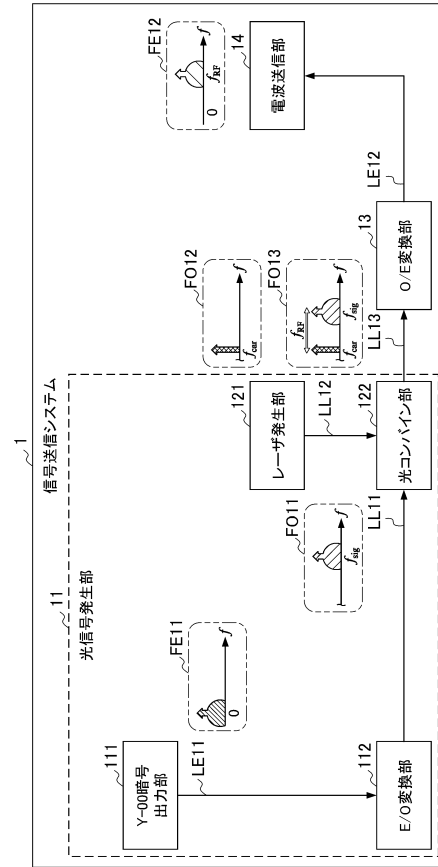 1
信号送信システム
11
光信号発生部
111
Y-00暗号
出力部
LE11
FE11
0
f
112
E/O変換部
LL11
FO11
fsig
f
121
レーザ発生部
LL12
122
光コンバイン部
FO12
fcar
f
FO13
fRF
fcar
fsig
f
LL13
13
O/E変換部
LE12
FE12
0
fRF
f
14
電波送信部